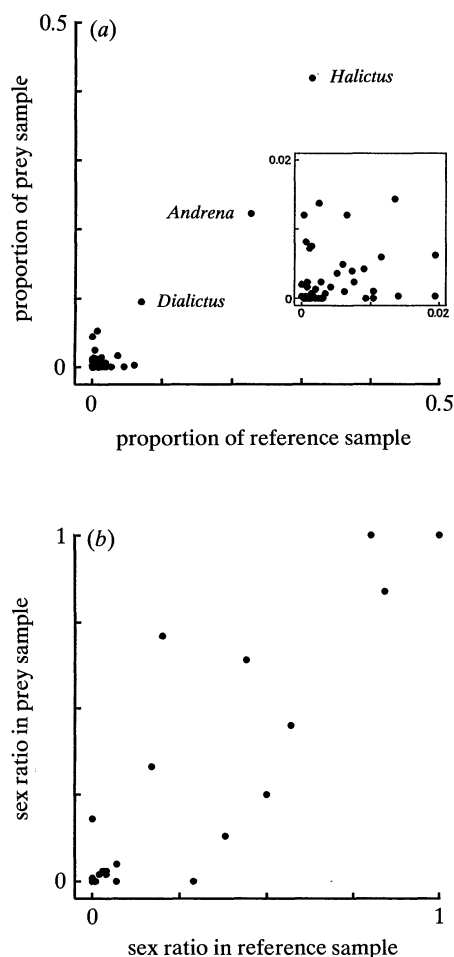 0.5
(a)
Halictus
0.02
Andrena
proportion of prey sample
Dialictus
0
0
0.02
0
0
0.5
proportion of reference sample
1
(b)
sex ratio in prey sample
0
0
1
sex ratio in reference sample